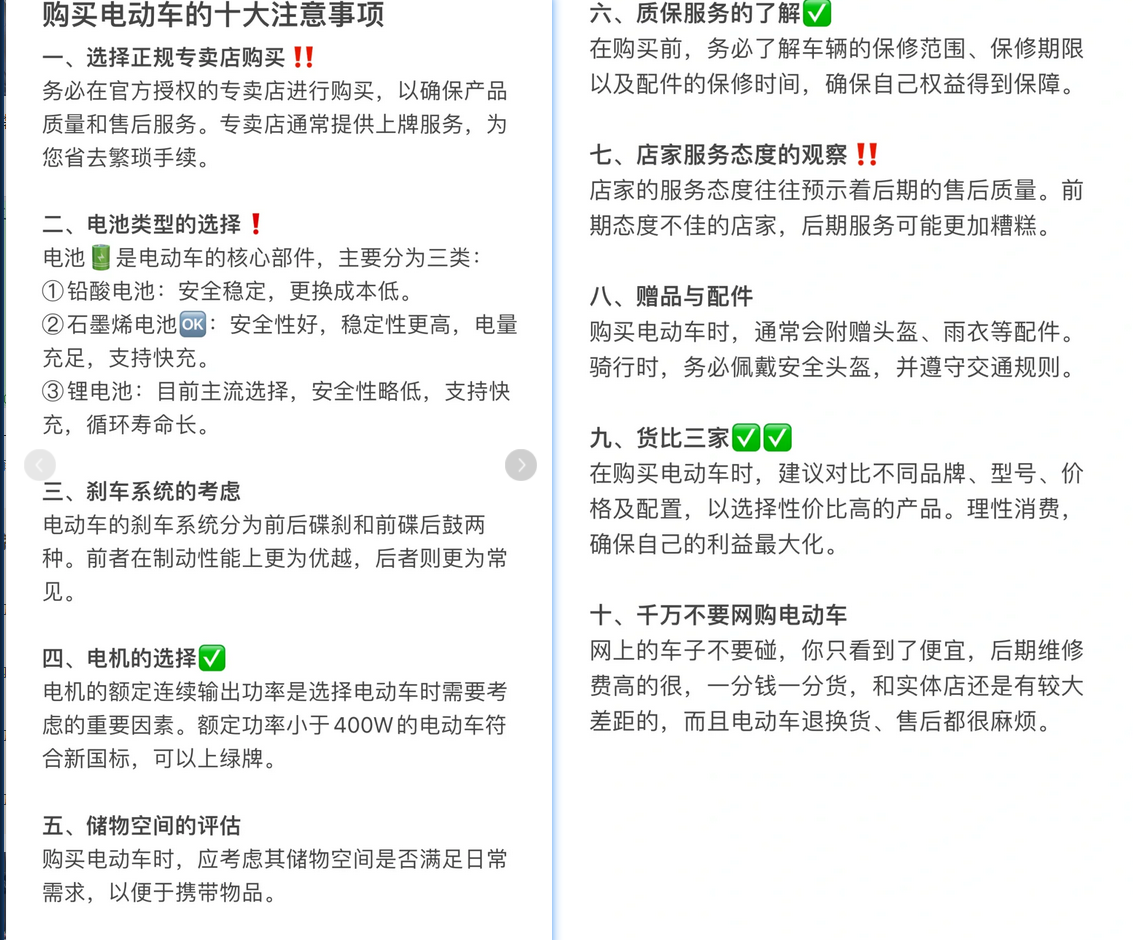 购买电动车的十大注意事项
一、选择正规专卖店购买‼️
务必在官方授权的专卖店进行购买，以确保产品
质量和售后服务。专卖店通常提供上牌服务，为
您省去繁琐手续。
二、电池类型的选择❗
电池🔋是电动车的核心部件，主要分为三类：
①铅酸电池：安全稳定，更换成本低。
②石墨烯电池🆗：安全性好，稳定性更高，电量
充足，支持快充。
③锂电池：目前主流选择，安全性略低，支持快
充，循环寿命长。
三、刹车系统的考虑
电动车的刹车系统分为前后碟刹和前碟后鼓两
种。前者在制动性能上更为优越，后者则更为常
见。
四、电机的选择✅
电机的额定连续输出功率是选择电动车时需要考
虑的重要因素。额定功率小于400W的电动车符
合新国标，可以上绿牌。
五、储物空间的评估
购买电动车时，应考虑其储物空间是否满足日常
需求，以便于携带物品。
六、质保服务的了解✅
在购买前，务必了解车辆的保修范围、保修期限
以及配件的保修时间，确保自己权益得到保障。
七、店家服务态度的观察‼️
店家的服务态度往往预示着后期的售后质量。前
期态度不佳的店家，后期服务可能更加糟糕。
八、赠品与配件
购买电动车时，通常会附赠头盔、雨衣等配件。
骑行时，务必佩戴安全头盔，并遵守交通规则。
九、货比三家✅✅
在购买电动车时，建议对比不同品牌、型号、价
格及配置，以选择性价比高的产品。理性消费，
确保自己的利益最大化。
十、千万不要网购电动车
网上的车子不要碰，你只看到了便宜，后期维修
费高的很，一分钱一分货，和实体店还是有较大
差距的，而且电动车退换货、售后都很麻烦。